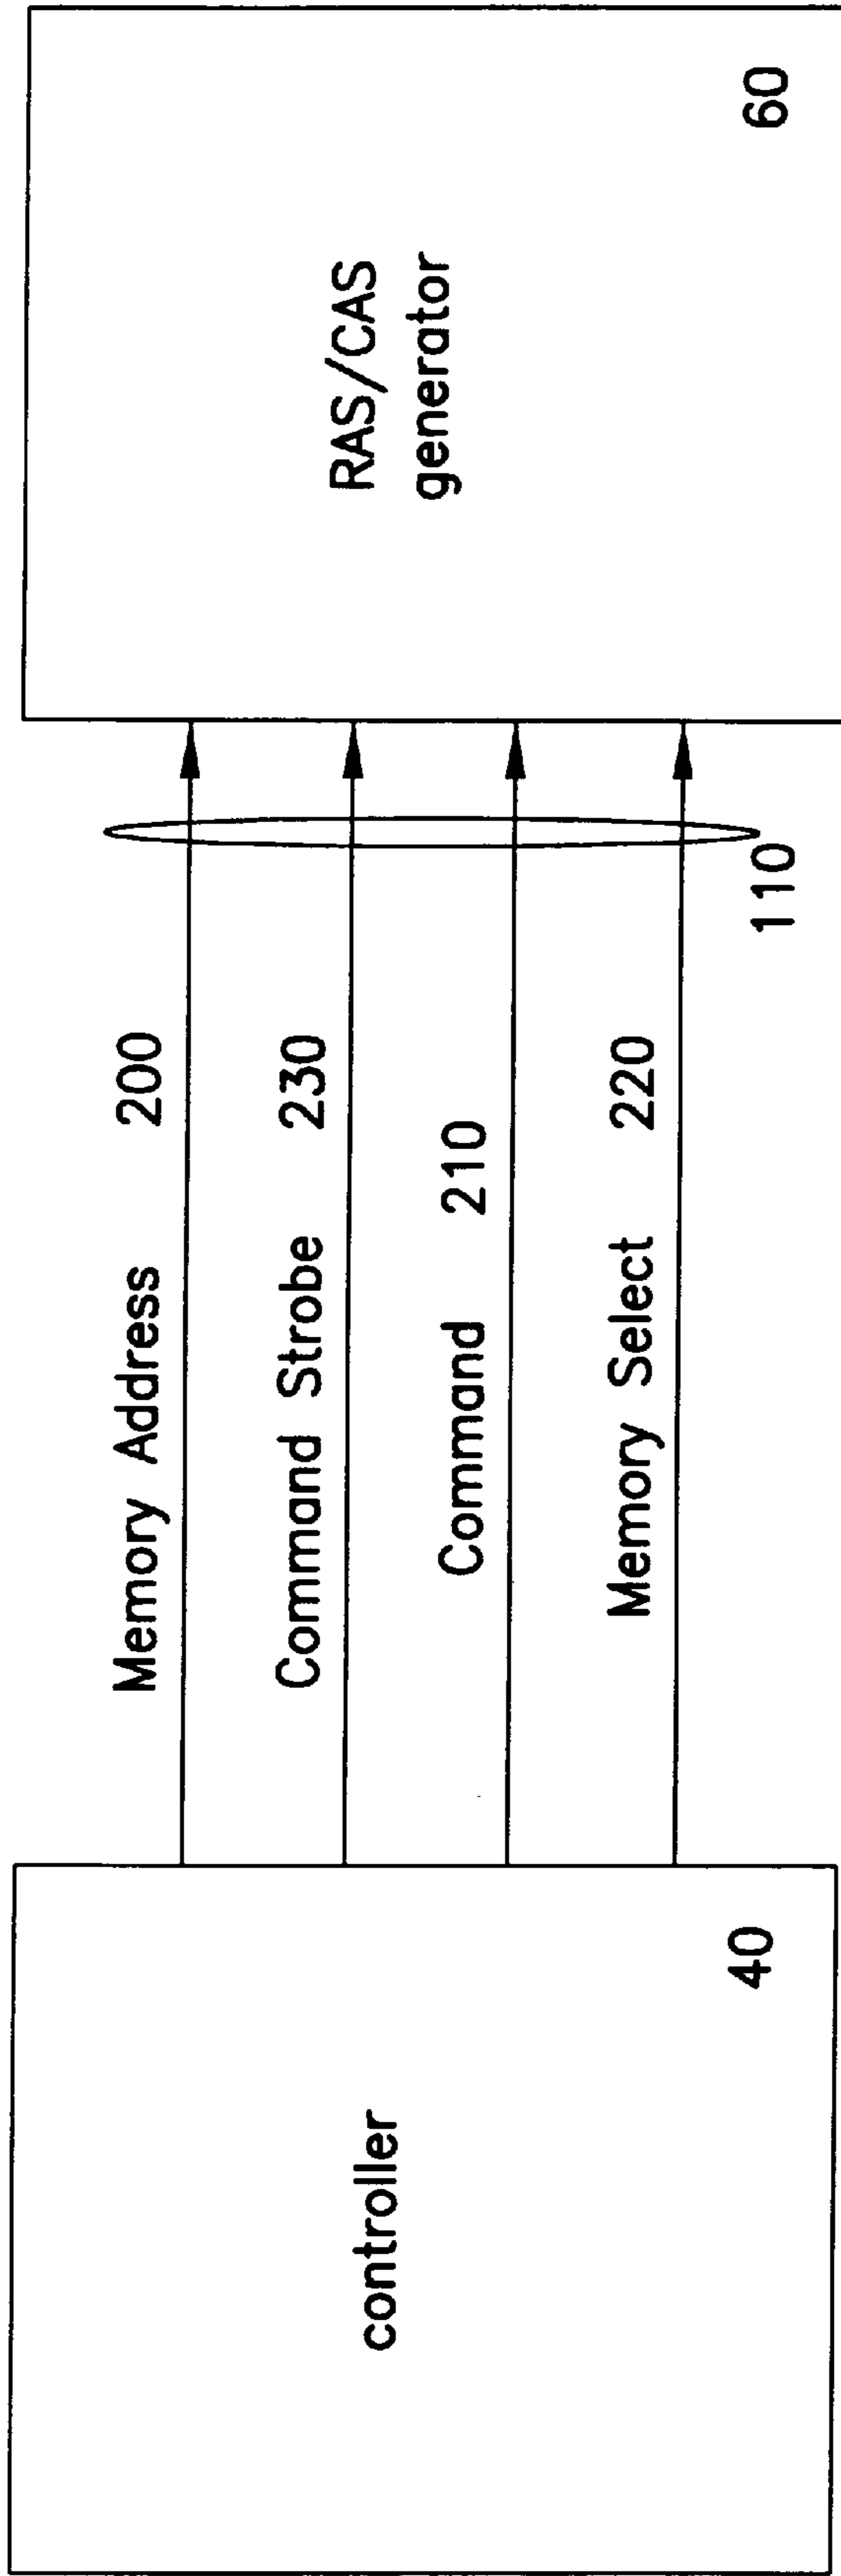 controller
40
Memory Address 200
Command Strobe 230
Command 210
Memory Select 220
110
RAS/CAS
generator
60